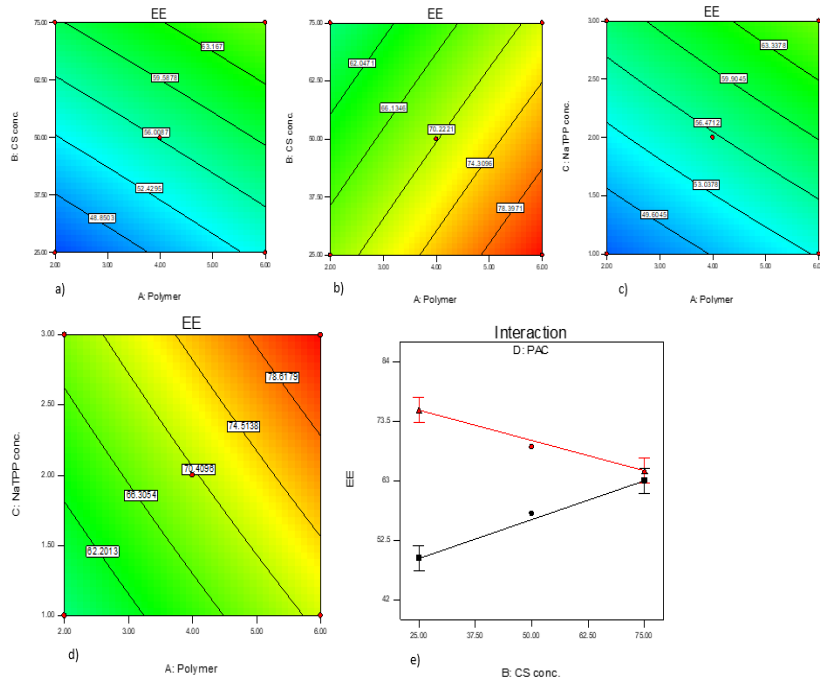 EE
75.00
63.167
62.50
59.5878
B: CS conc.
50.00
56.0087
37.50
52.4295
48.8503
25.00
2.00 3.00 4.00 5.00 6.00
a)
A: Polymer
EE
75.00
62.0471
62.50
66.1346
B: CS conc.
50.00
70.2221
74.3096
37.50
78.3971
25.00
2.00 3.00 4.00 5.00 6.00
b)
A: Polymer
EE
3.00
63.3378
2.50
59.9045
C: NaTPP conc.
56.4712
2.00
53.0378
1.50
49.6045
1.00
2.00 3.00 4.00 5.00 6.00
c)
A: Polymer
EE
3.00
78.6179
2.50
74.5138
C: NaTPP conc.
70.4096
2.00
66.3054
1.50
62.2013
1.00
2.00 3.00 4.00 5.00 6.00
d)
A: Polymer
Interaction
D: PAC
84
73.5
EE
63
52.5
42
25.00 37.50 50.00 62.50 75.00
e)
B: CS conc.